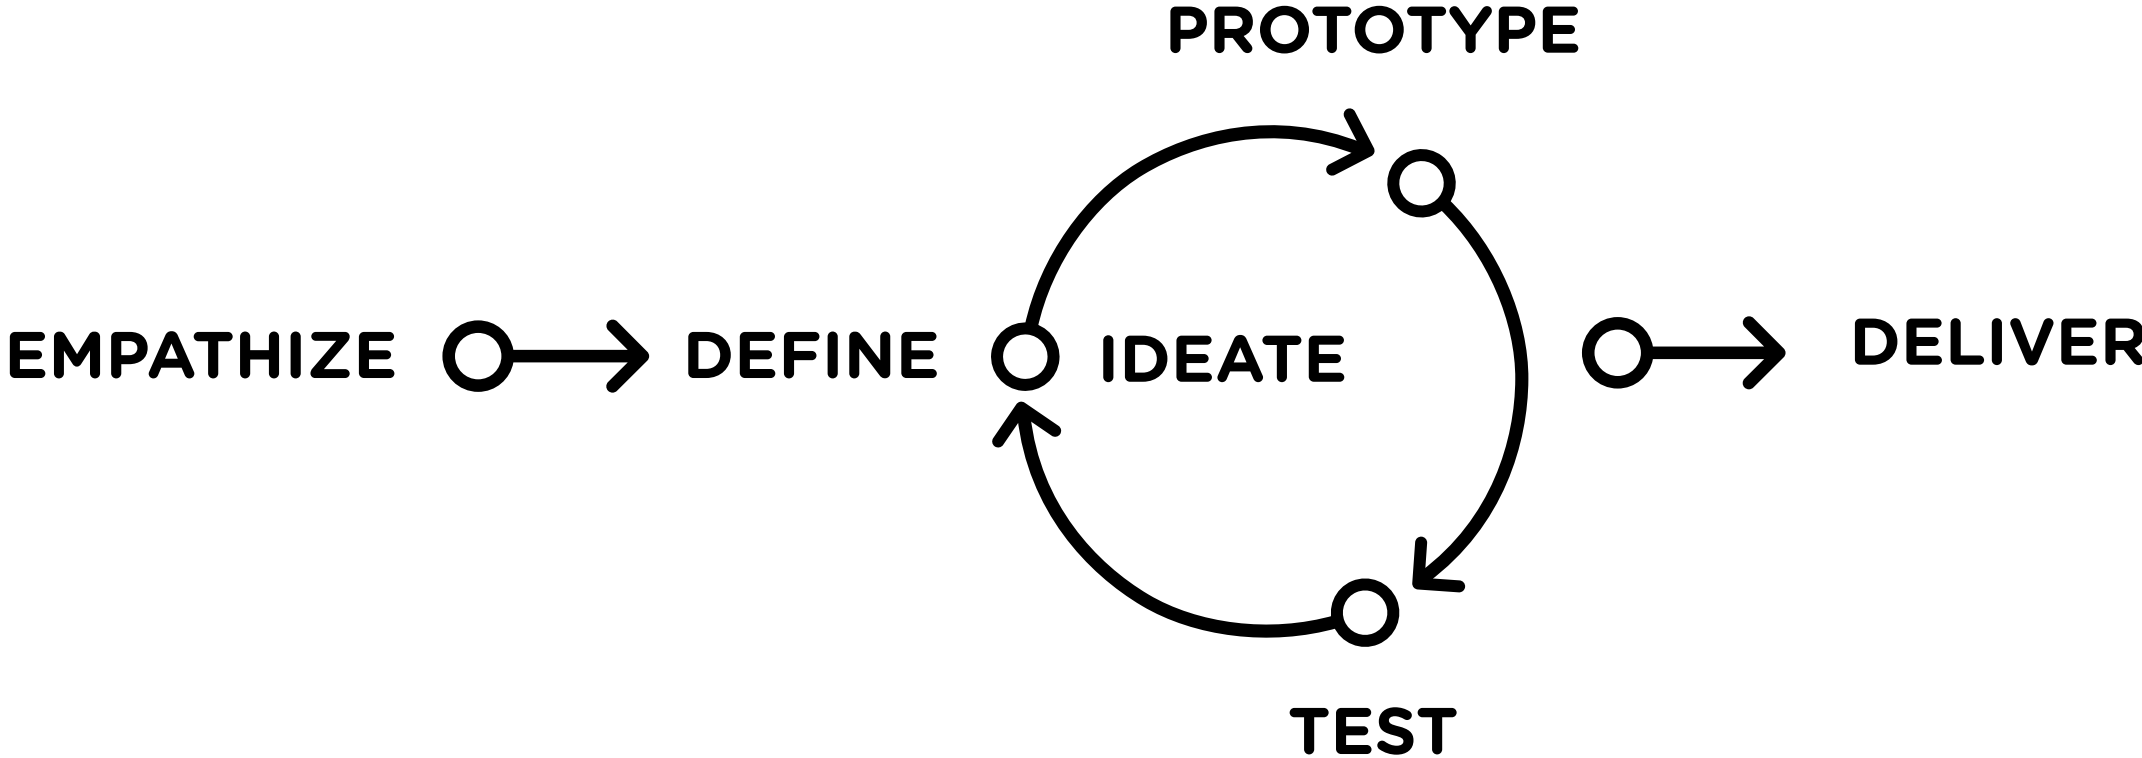 PROTOTYPE
EMPATHIZE
DEFINE
IDEATE
DELIVER
TEST